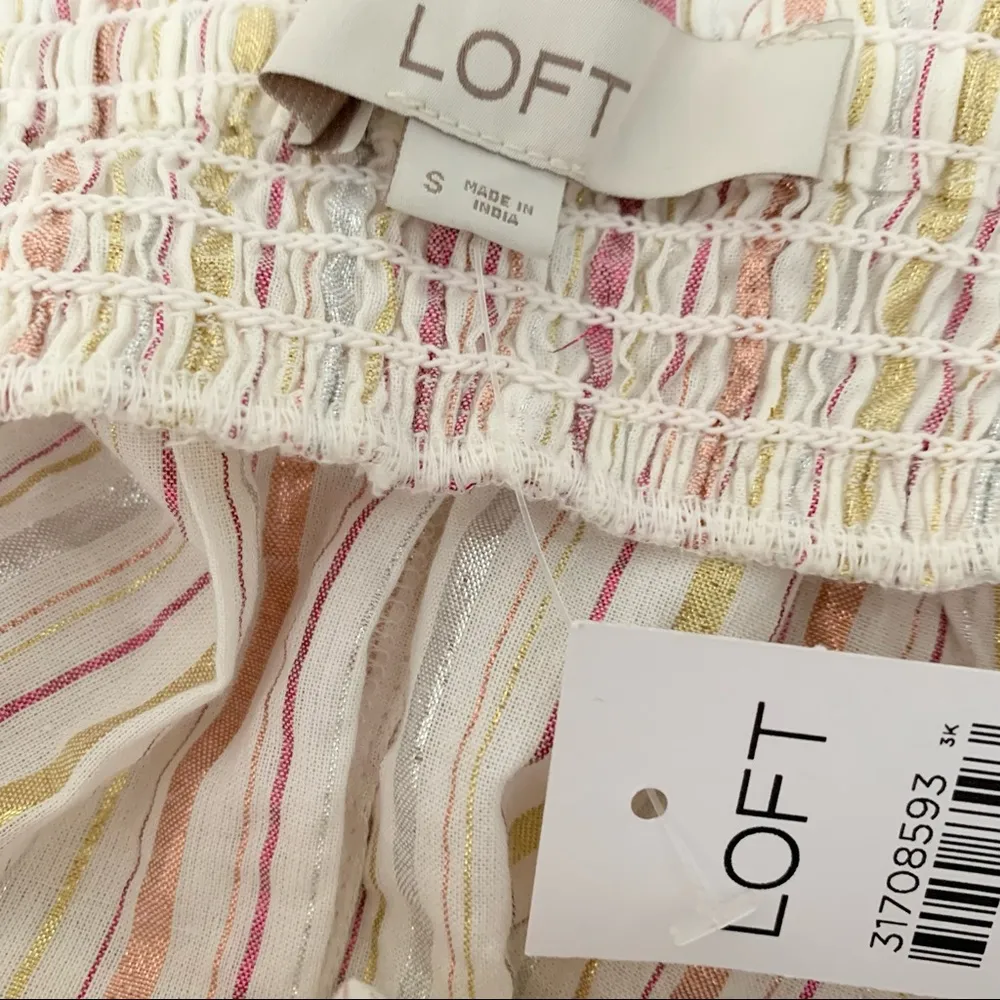 LOFT
S
MADE IN
INDIA
LOFT
31708593
3K